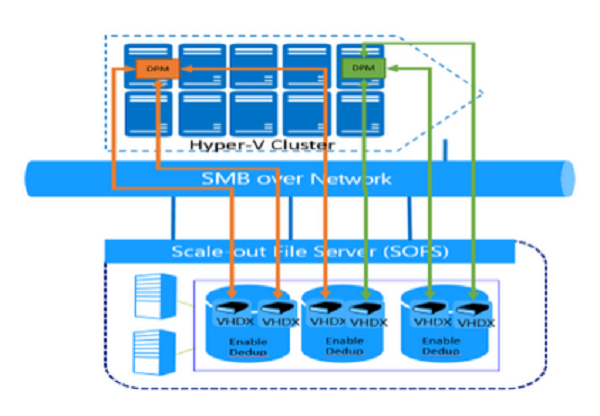 DPM
DPM
Hyper-V Cluster
SMB over Network
Scale-out File Server (SOFS)
VHDX VHDX VHDX VHDX VHDX VHDX
Enable Enable Enable
Dedup Dedup Dedup